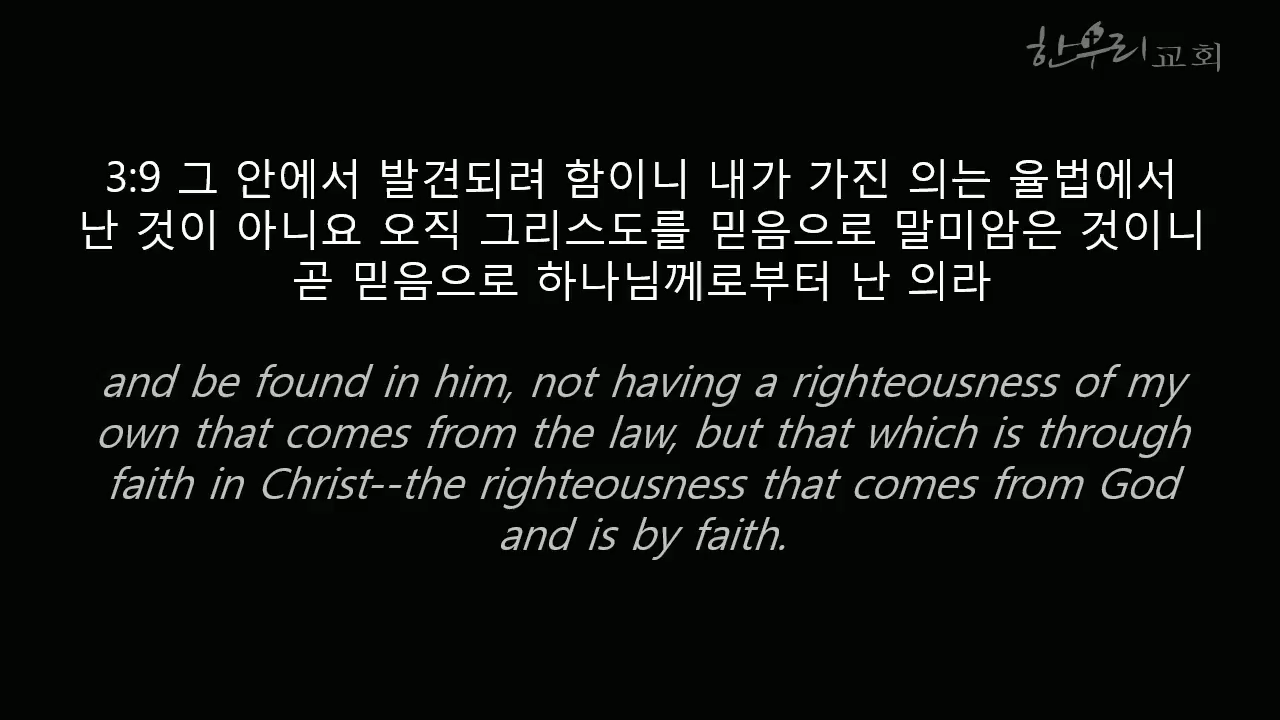 한우리교회
3:9 그 안에서 발견되려 함이니 내가 가진 의는 율법에서
난 것이 아니요 오직 그리스도를 믿음으로 말미암은 것이니
곧 믿음으로 하나님께로부터 난 의라
and be found in him, not having a righteousness of my
own that comes from the law, but that which is through
faith in Christ--the righteousness that comes from God
and is by faith.